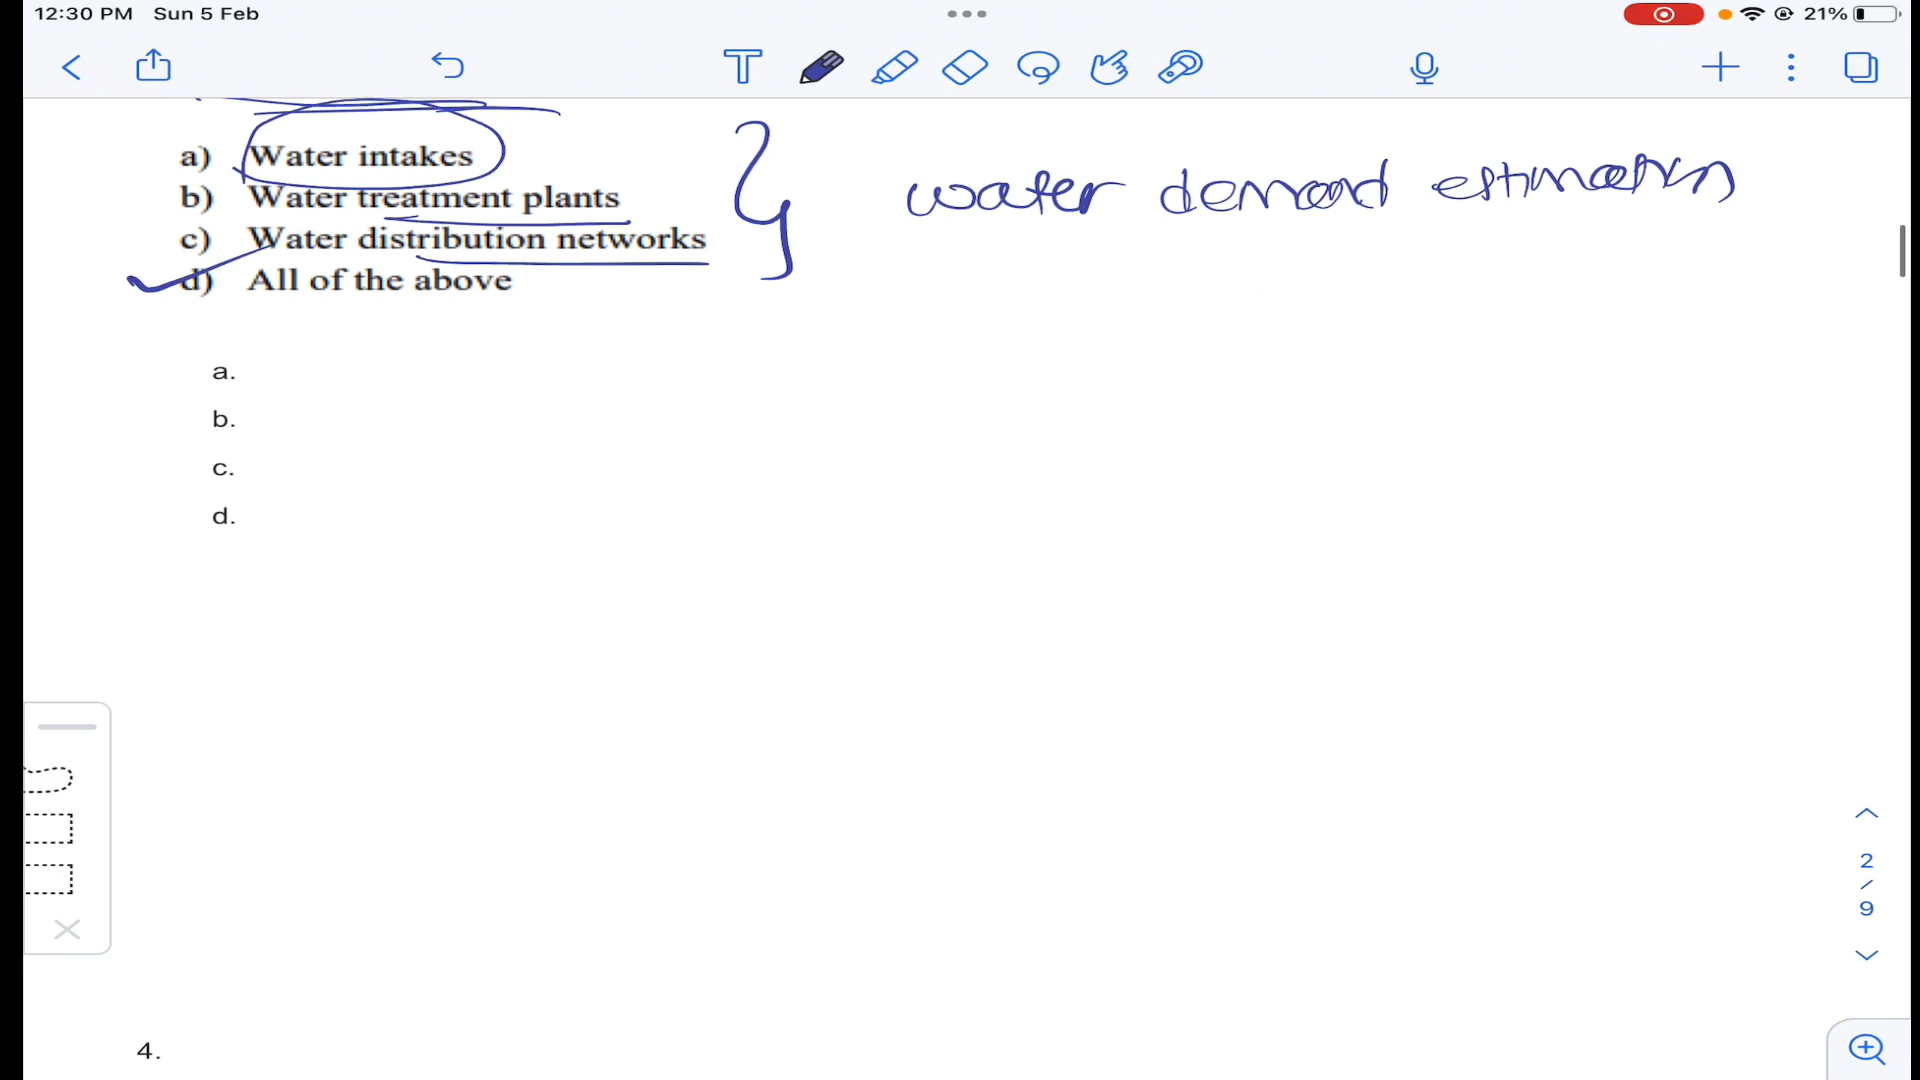 12:30 PM Sun 5 Feb
21%
a) Water intakes
b) Water treatment plants
c) Water distribution networks
d) All of the above
water demand estimation
a.
b.
c.
d.
2
/
9
4.